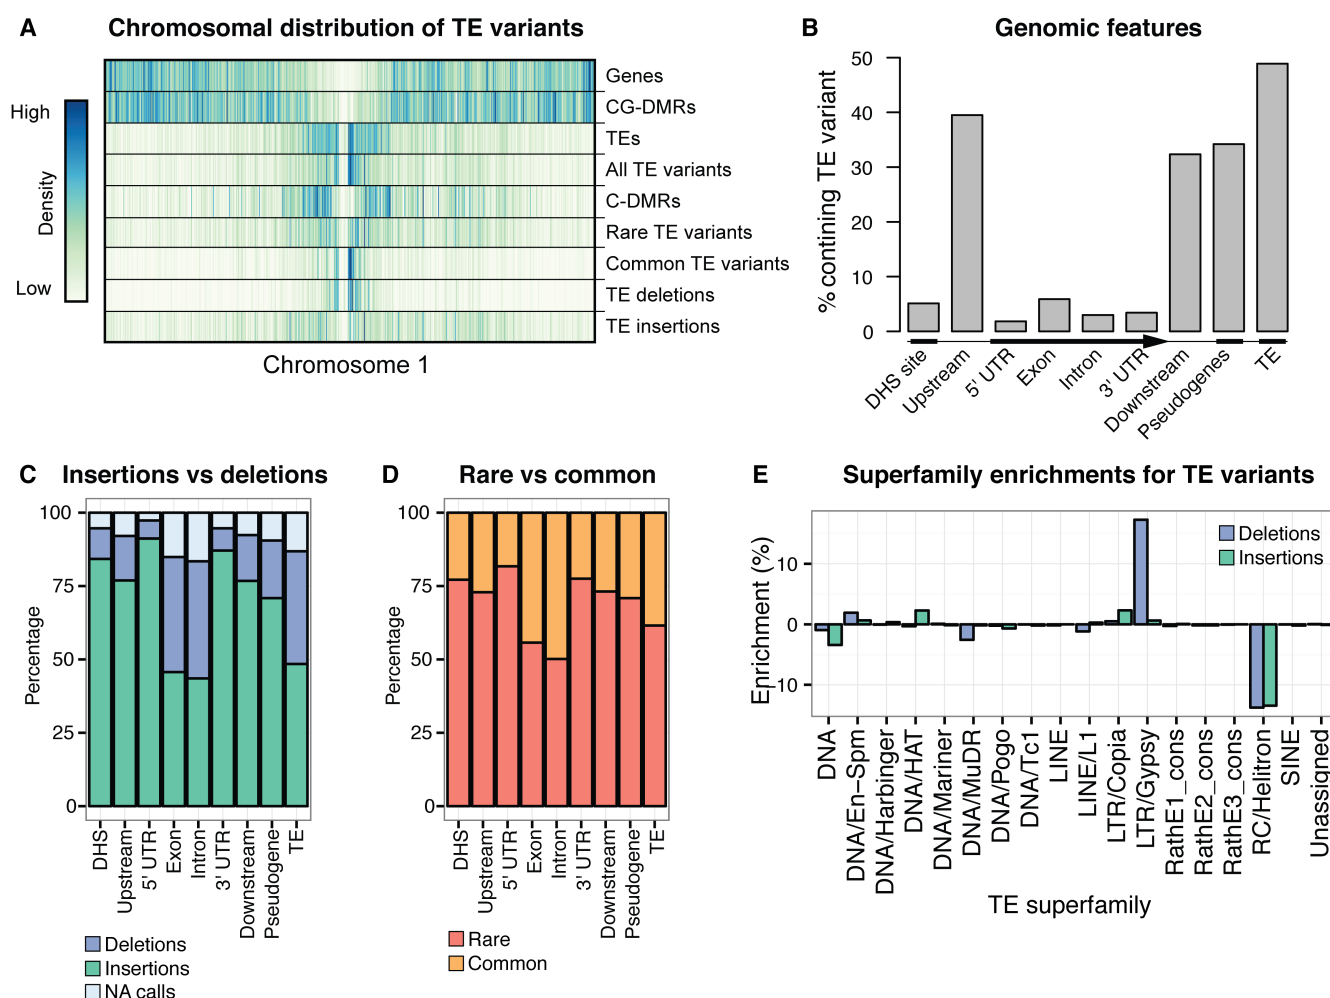 A Chromosomal distribution of TE variants
High
Density
Low
Genes
CG-DMRs
TEs
All TE variants
C-DMRs
Rare TE variants
Common TE variants
TE deletions
TE insertions
Chromosome 1
B Genomic features
% contining TE variant
50
40
30
20
10
0
DHS site
Upstream
5' UTR
Exon
Intron
3' UTR
Downstream
Pseudogenes
TE
C Insertions vs deletions
Percentage
100
75
50
25
0
DHS
Upstream
5' UTR
Exon
Intron
3' UTR
Downstream
Pseudogene
TE
Deletions
Insertions
NA calls
D Rare vs common
Percentage
100
75
50
25
0
DHS
Upstream
5' UTR
Exon
Intron
3' UTR
Downstream
Pseudogene
TE
Rare
Common
E Superfamily enrichments for TE variants
Enrichment (%)
10
0
-10
Deletions
Insertions
DNA
DNA/En-Spm
DNA/Harbinger
DNA/HAT
DNA/Mariner
DNA/MuDR
DNA/Pogo
DNA/Tc1
LINE
LINE/L1
LTR/Copia
LTR/Gypsy
RathE1_cons
RathE2_cons
RathE3_cons
RC/Helitron
SINE
Unassigned
TE superfamily